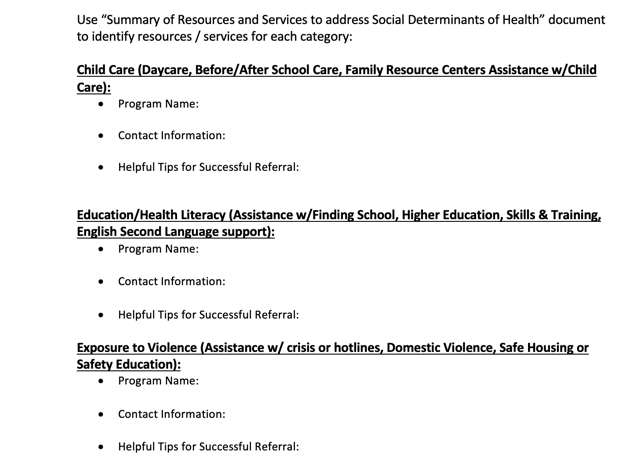 Use “Summary of Resources and Services to address Social Determinants of Health” document
to identify resources / services for each category:
Child Care (Daycare, Before/After School Care, Family Resource Centers Assistance w/Child
Care):
• Program Name:
• Contact Information:
• Helpful Tips for Successful Referral:
Education/Health Literacy (Assistance w/Finding School, Higher Education, Skills & Training,
English Second Language support):
• Program Name:
• Contact Information:
• Helpful Tips for Successful Referral:
Exposure to Violence (Assistance w/ crisis or hotlines, Domestic Violence, Safe Housing or
Safety Education):
• Program Name:
• Contact Information:
• Helpful Tips for Successful Referral: